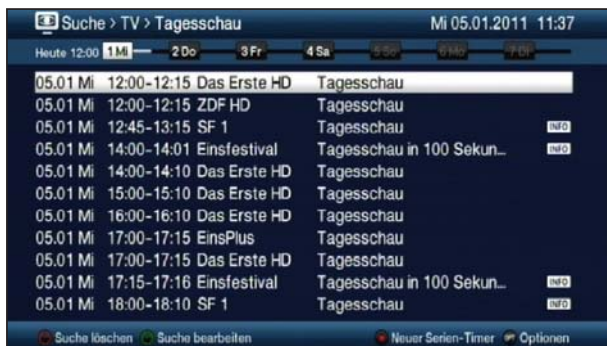 Suche > TV > Tagesschau Mi 05.01.2011 11:37
Heute 12:00 1 Mi 2 Do 3 Fr 4 Sa 5 So 6 Mo 7 Di
05.01 Mi 12:00-12:15 Das Erste HD Tagesschau
05.01 Mi 12:00-12:15 ZDF HD Tagesschau
05.01 Mi 12:45-13:15 SF 1 Tagesschau INFO
05.01 Mi 14:00-14:01 Einsfestival Tagesschau in 100 Sekun... INFO
05.01 Mi 14:00-14:10 Das Erste HD Tagesschau
05.01 Mi 15:00-15:10 Das Erste HD Tagesschau
05.01 Mi 16:00-16:10 Das Erste HD Tagesschau
05.01 Mi 17:00-17:15 EinsPlus Tagesschau
05.01 Mi 17:00-17:15 Das Erste HD Tagesschau
05.01 Mi 17:15-17:16 Einsfestival Tagesschau in 100 Sekun... INFO
05.01 Mi 18:00-18:10 SF 1 Tagesschau INFO
Suche löschen Suche bearbeiten Neuer Serien-Timer Optionen